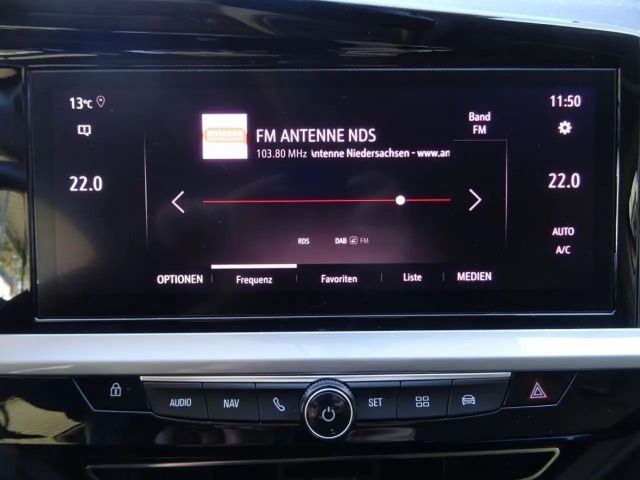 13°C
11:50
antenne
FM ANTENNE NDS
Band
FM
103.80 MHz Antenne Niedersachsen - www.an
22.0
22.0
RDS
DAB FM
AUTO
A/C
OPTIONEN
Frequenz
Favoriten
Liste
MEDIEN
AUDIO
NAV
SET